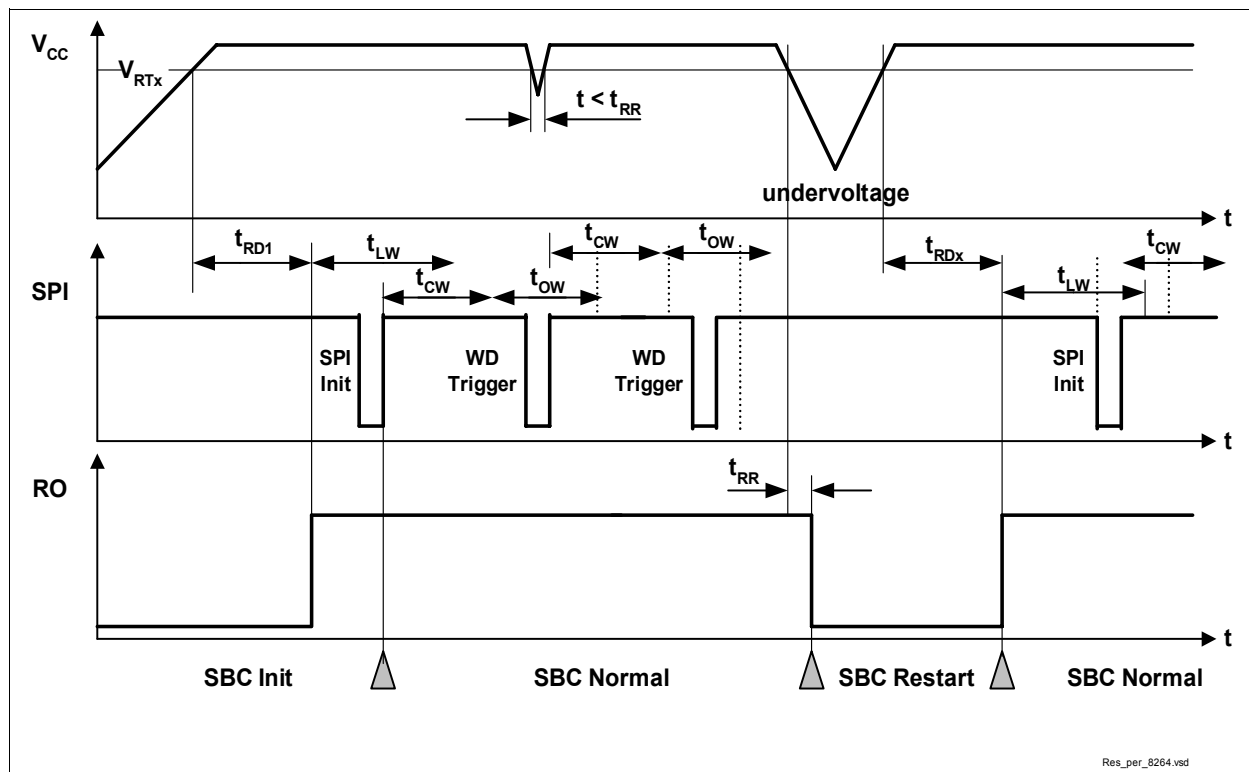 VCC
VRTx
t < tRR
undervoltage
t
tRD1
tLW
tCW
tOW
tCW
tOW
tRDx
tLW
tCW
SPI
SPI
Init
WD
Trigger
WD
Trigger
SPI
Init
t
RO
tRR
t
SBC Init
SBC Normal
SBC Restart
SBC Normal
Res_per_8264.vsd